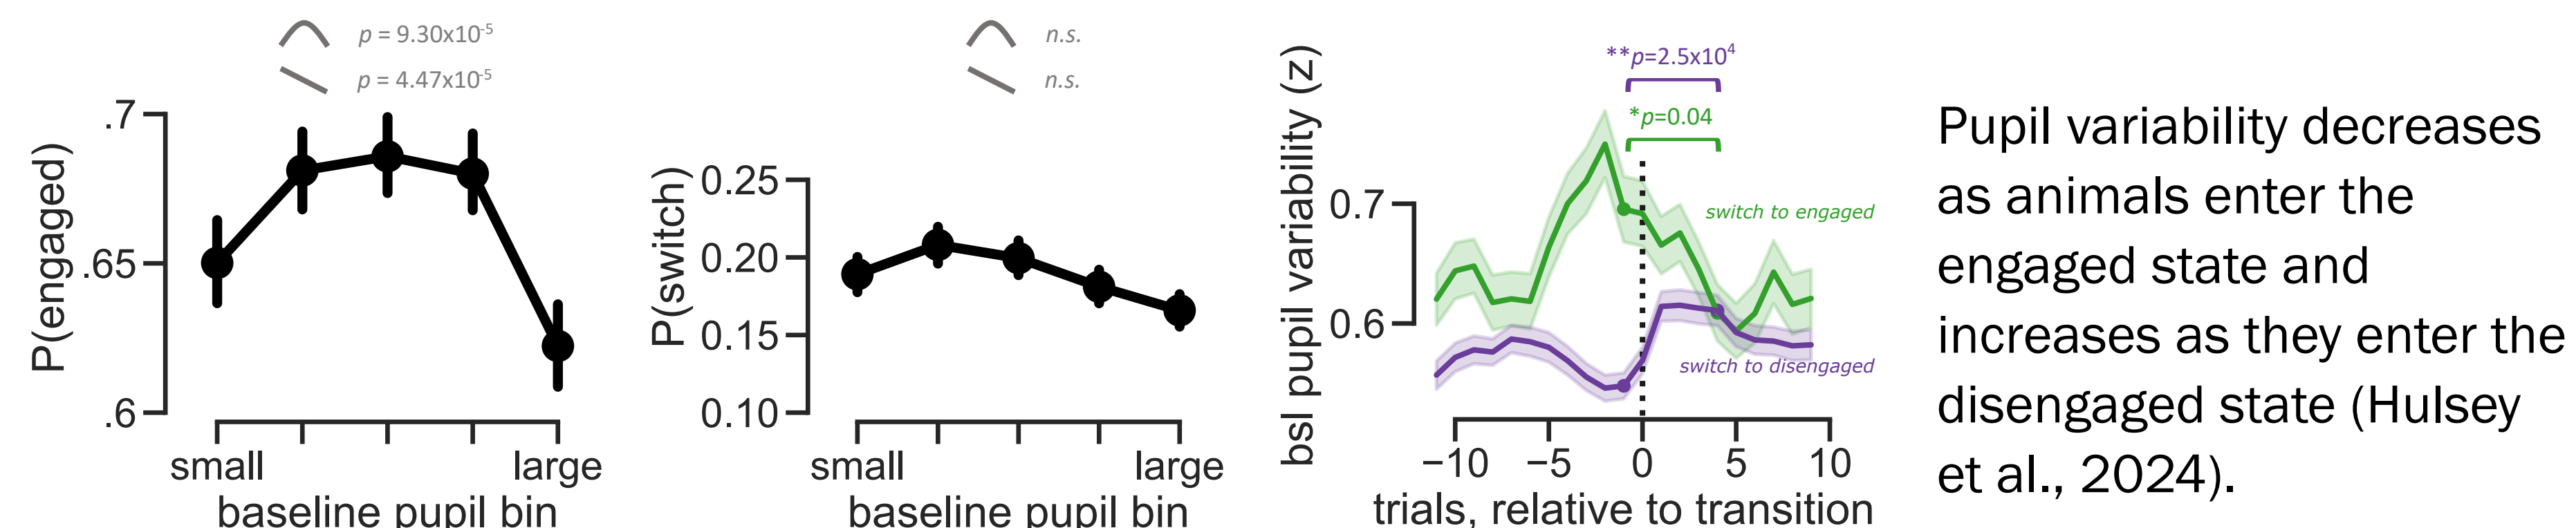 p = 9.30x10-5
p = 4.47x10-5
P(engaged)
.7
.65
.6
small large
baseline pupil bin
n.s.
n.s.
P(switch)
0.25
0.20
0.15
0.10
small large
baseline pupil bin
**p=2.5x104
*p=0.04
bsl pupil variability (z)
0.7
0.6
switch to engaged
switch to disengaged
−10 −5 0 5 10
trials, relative to transition
Pupil variability decreases
as animals enter the
engaged state and
increases as they enter the
disengaged state (Hulsey
et al., 2024).